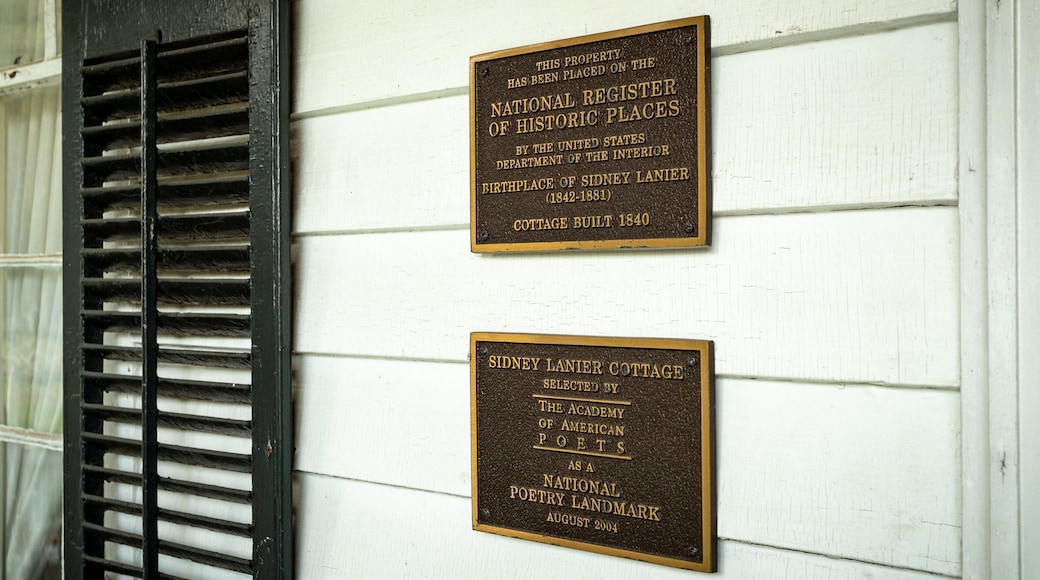 THIS PROPERTY
HAS BEEN PLACED ON THE
NATIONAL REGISTER
OF HISTORIC PLACES
BY THE UNITED STATES
DEPARTMENT OF THE INTERIOR
BIRTHPLACE OF SIDNEY LANIER
(1842-1881)
COTTAGE BUILT 1840
SIDNEY LANIER COTTAGE
SELECTED BY
THE ACADEMY
OF AMERICAN
POETS
AS A
NATIONAL
POETRY LANDMARK
AUGUST 2004